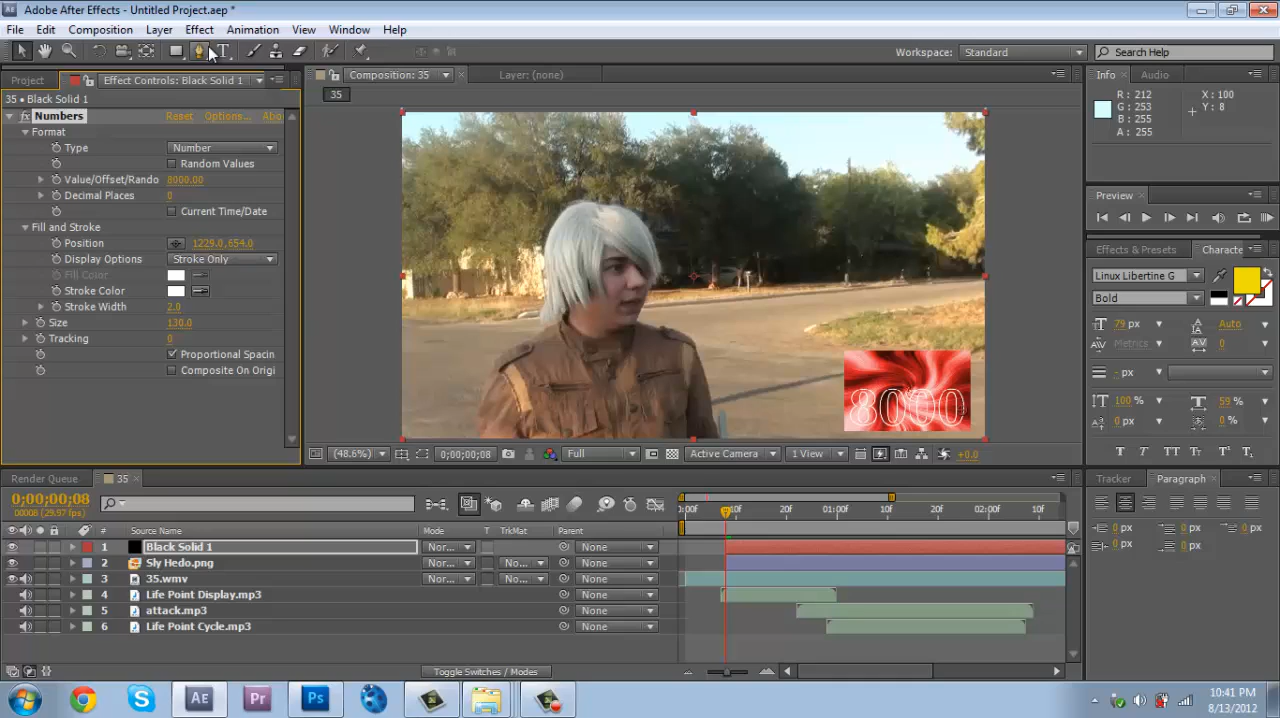 Adobe After Effects - Untitled Project.aep *
File Edit Composition Layer Effect Animation View Window Help
T
Workspace: Standard Search Help
Project Effect Controls: Black Solid 1
Composition: 35 Layer: (none)
Info Audio
35 • Black Solid 1
35
R: 212 X: 100
G: 253 Y: 8
B: 255
A: 255
fx Numbers Reset Options... Abo
Format
Type Number
Random Values
Value/Offset/Rando 8000.00
Decimal Places 0
Current Time/Date
Fill and Stroke
Position 1229.0,654.0
Display Options Stroke Only
Fill Color
Stroke Color
Stroke Width 2.0
Size 130.0
Tracking 0
Proportional Spacin
Composite On Origi
8000
Preview
Effects & Presets Characte
Linux Libertine G
Bold
79 px Auto
Metrics 0
- px
100 % 59 %
0 px 0 %
T T TT Tr T T
(48.6%) 0;00;00;08 Full Active Camera 1 View +0.0
Render Queue 35
Tracker Paragraph
0;00;00;08
00008 (29.97 fps)
:00f 10f 20f 01:00f 10f 20f 02:00f 10f
0 px 0 px 0 px
0 px 0 px
# Source Name Mode T TrkMat Parent
1 Black Solid 1 Nor... None
2 Sly Hedo.png Nor... No... None
3 35.wmv Nor... No... None
4 Life Point Display.mp3 None
5 attack.mp3 None
6 Life Point Cycle.mp3 None
Toggle Switches / Modes
S Ae Pr Ps
10:41 PM
8/13/2012